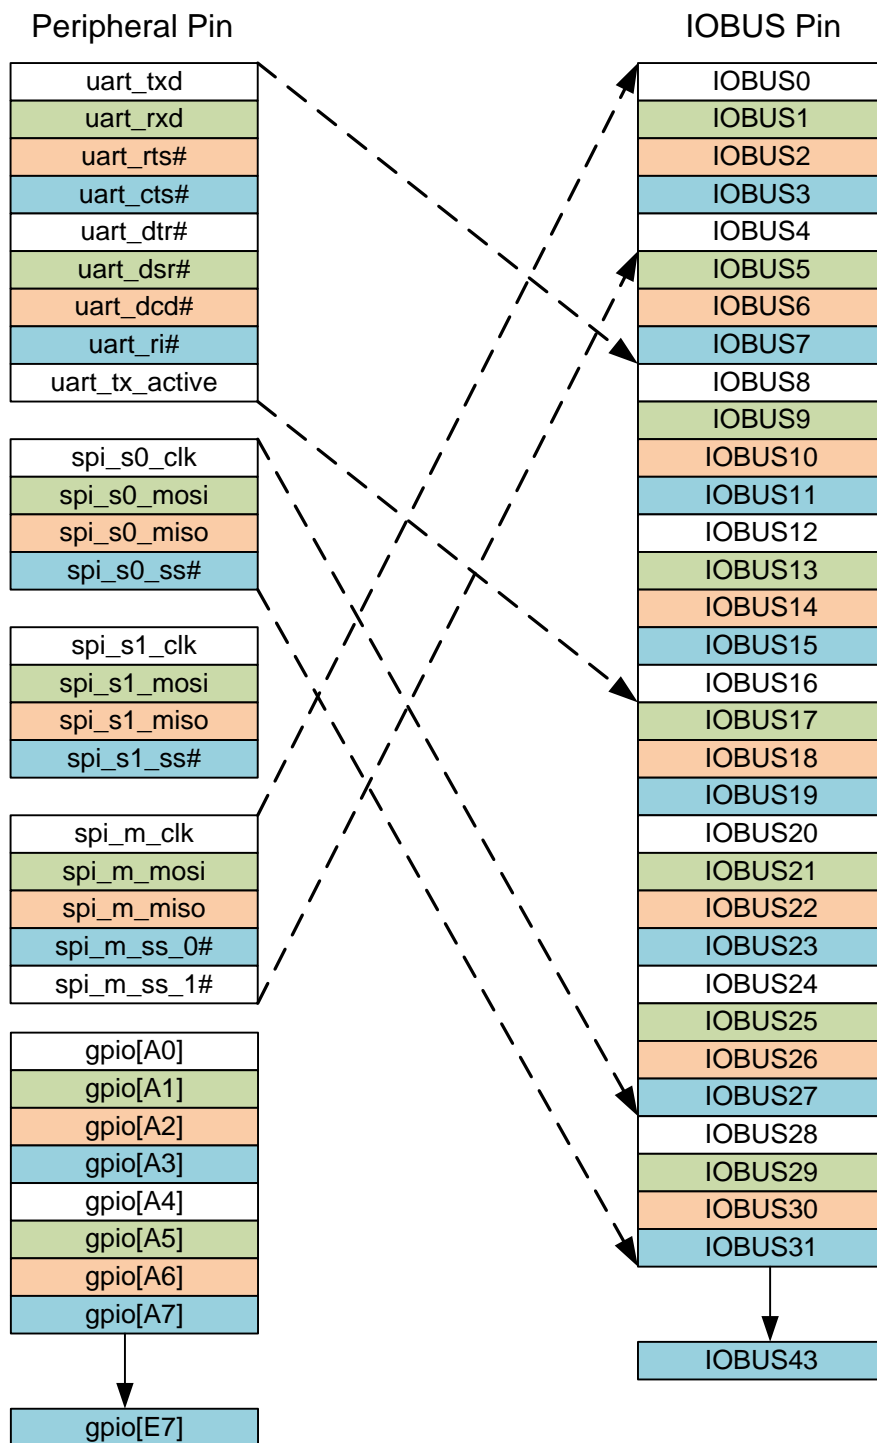 Peripheral Pin
uart_txd
uart_rxd
uart_rts#
uart_cts#
uart_dtr#
uart_dsr#
uart_dcd#
uart_ri#
uart_tx_active
spi_s0_clk
spi_s0_mosi
spi_s0_miso
spi_s0_ss#
spi_s1_clk
spi_s1_mosi
spi_s1_miso
spi_s1_ss#
spi_m_clk
spi_m_mosi
spi_m_miso
spi_m_ss_0#
spi_m_ss_1#
gpio[A0]
gpio[A1]
gpio[A2]
gpio[A3]
gpio[A4]
gpio[A5]
gpio[A6]
gpio[A7]
gpio[E7]
IOBUS Pin
IOBUS0
IOBUS1
IOBUS2
IOBUS3
IOBUS4
IOBUS5
IOBUS6
IOBUS7
IOBUS8
IOBUS9
IOBUS10
IOBUS11
IOBUS12
IOBUS13
IOBUS14
IOBUS15
IOBUS16
IOBUS17
IOBUS18
IOBUS19
IOBUS20
IOBUS21
IOBUS22
IOBUS23
IOBUS24
IOBUS25
IOBUS26
IOBUS27
IOBUS28
IOBUS29
IOBUS30
IOBUS31
IOBUS43